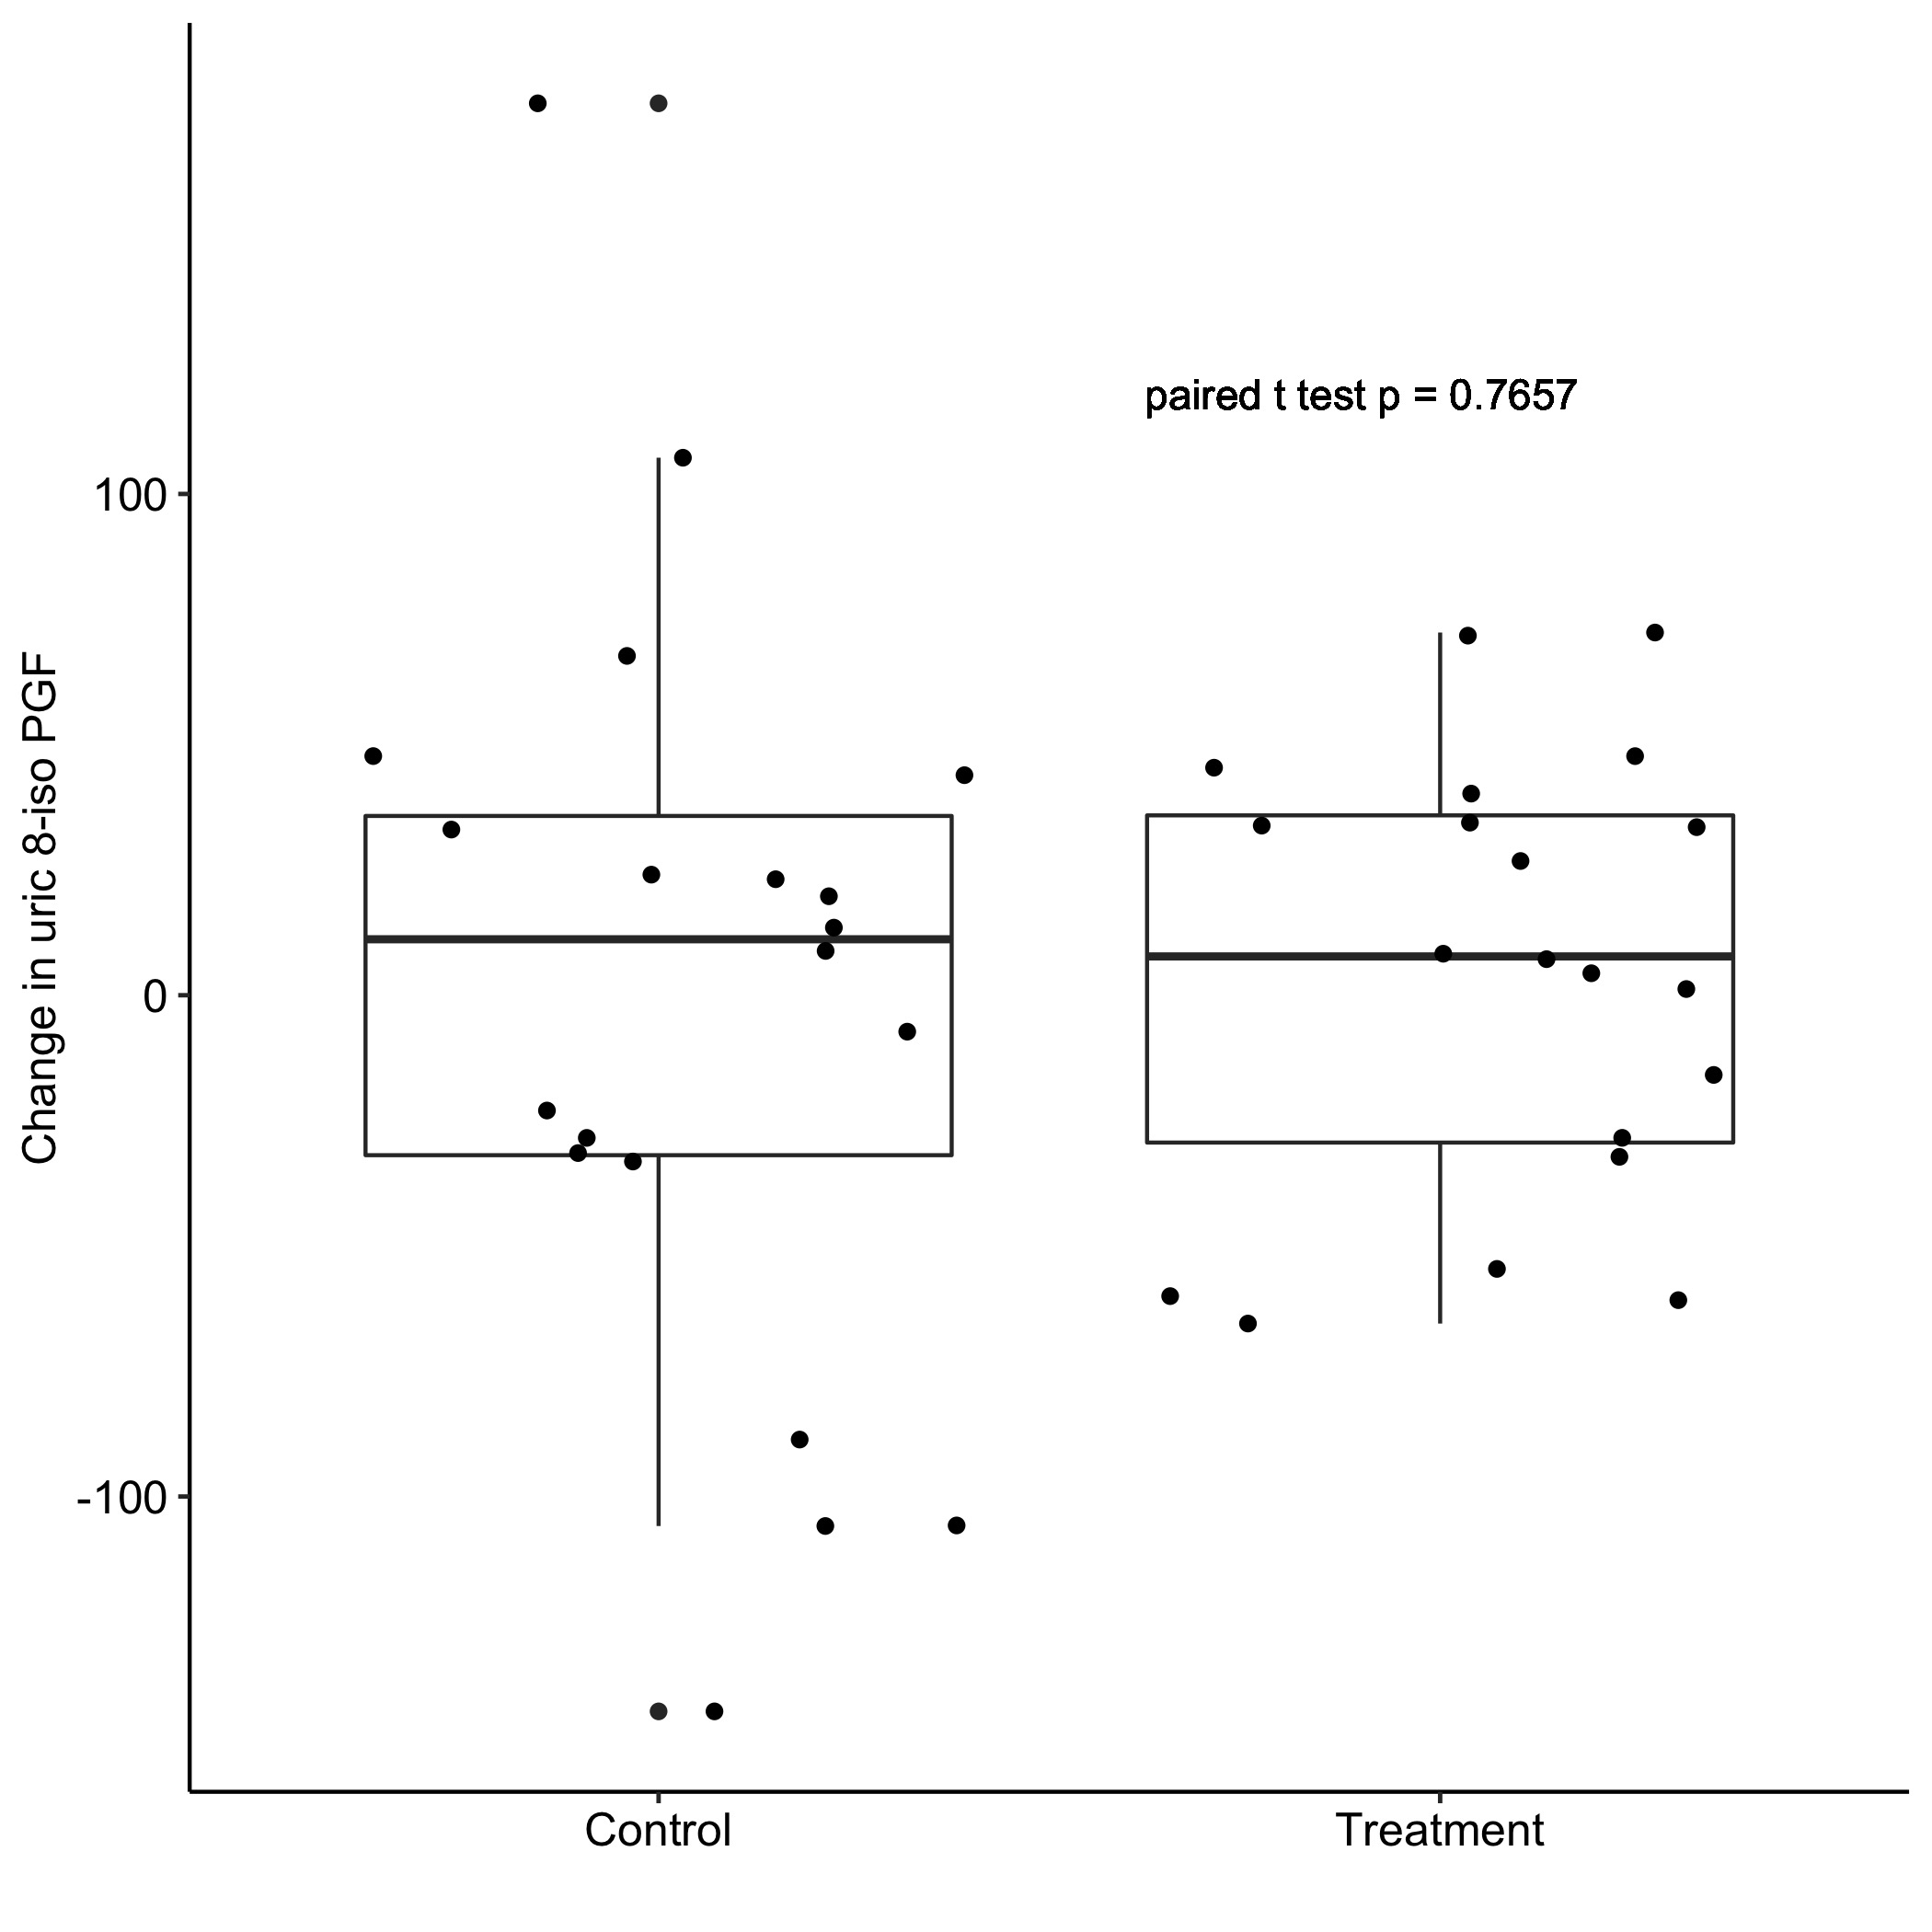 paired t test p = 0.7657
100
0
-100
Change in uric 8-iso PGF
Control
Treatment